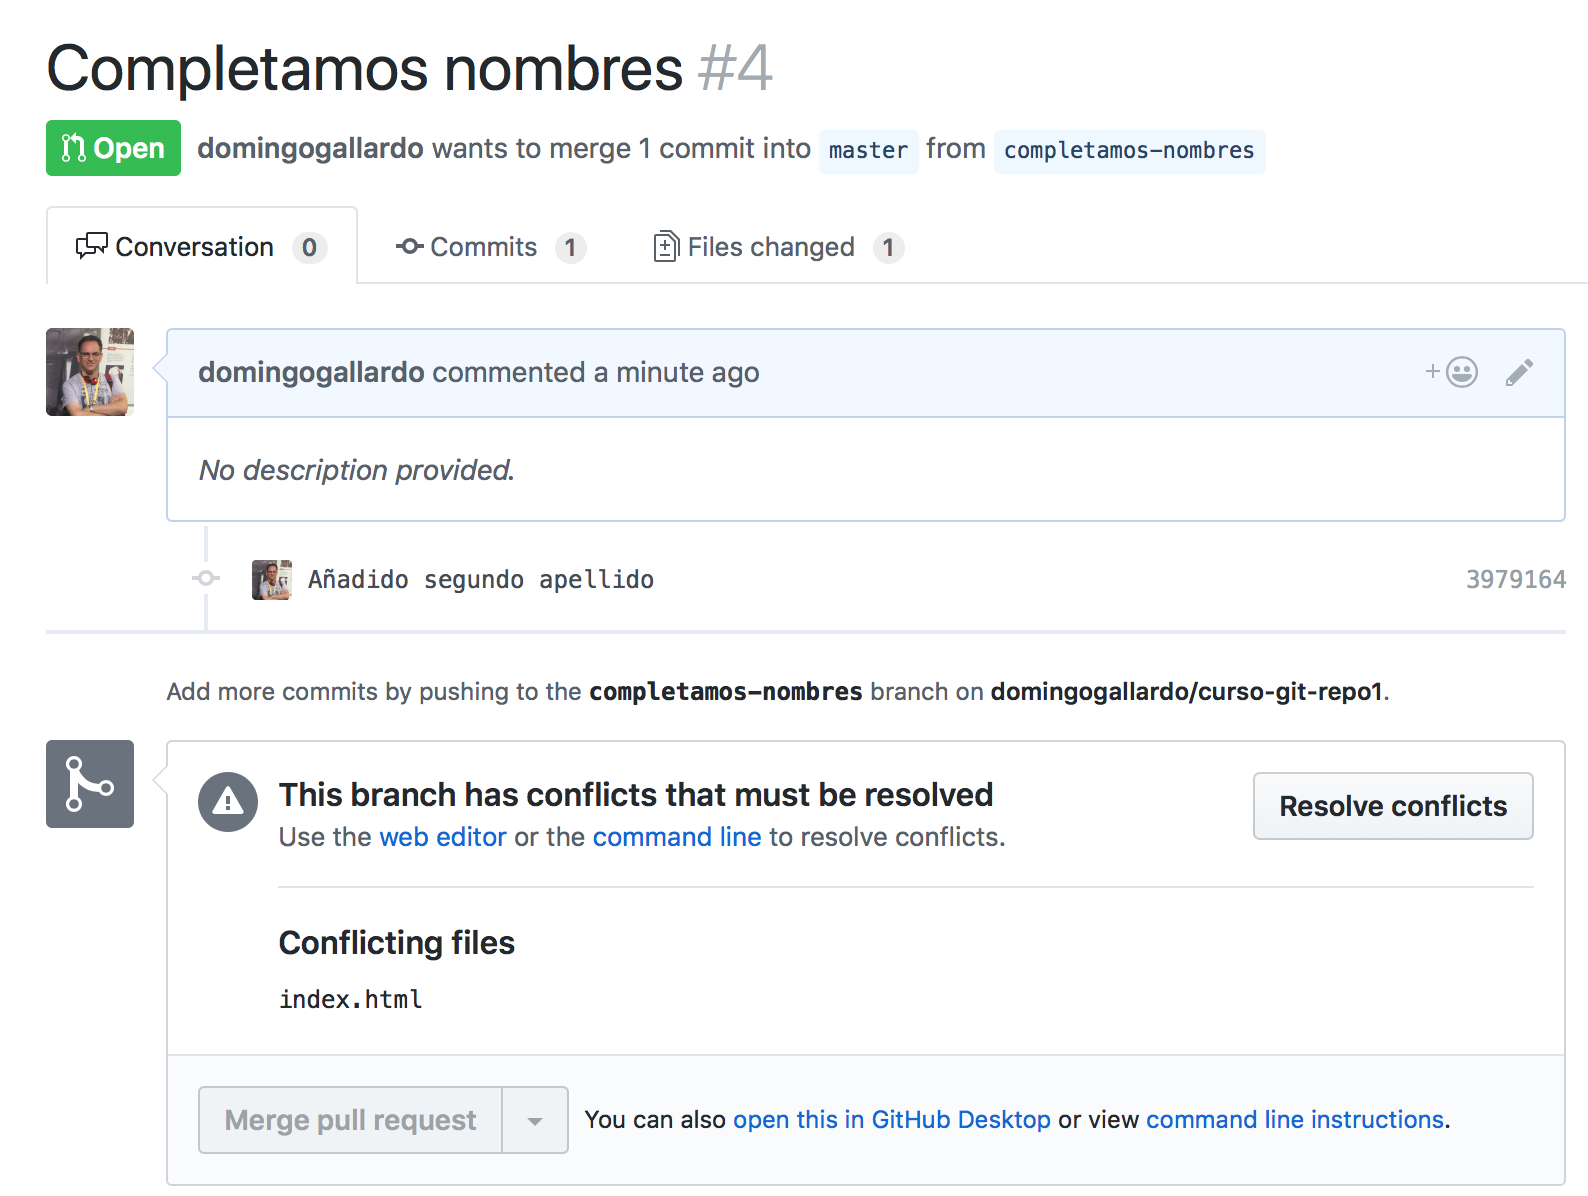 Completamos nombres #4
Open domingogallardo wants to merge 1 commit into master from completamos-nombres
Conversation 0 Commits 1 Files changed 1
domingogallardo commented a minute ago
No description provided.
Añadido segundo apellido 3979164
Add more commits by pushing to the completamos-nombres branch on domingogallardo/curso-git-repo1.
This branch has conflicts that must be resolved
Resolve conflicts
Use the web editor or the command line to resolve conflicts.
Conflicting files
index.html
Merge pull request You can also open this in GitHub Desktop or view command line instructions.